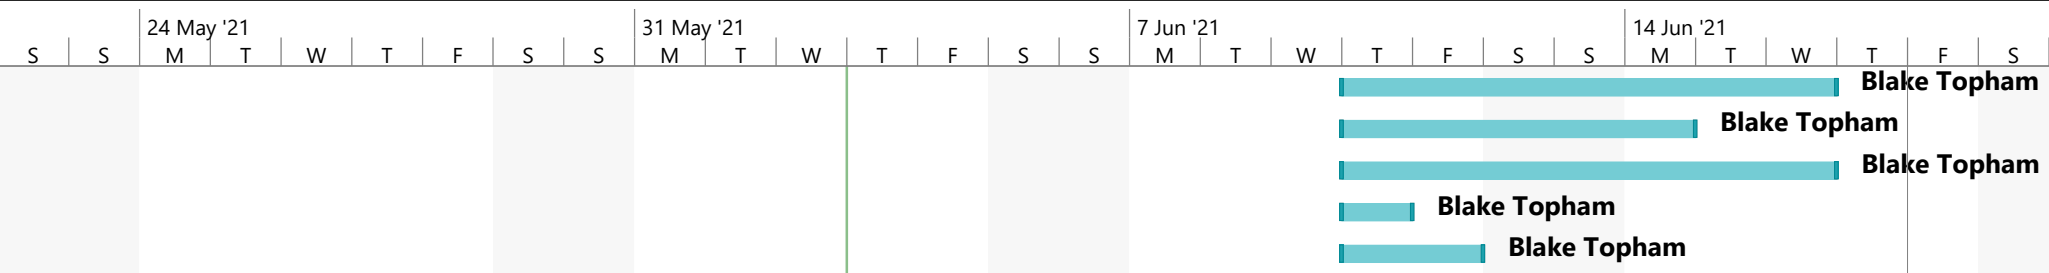 24 May '21 31 May '21 7 Jun '21 14 Jun '21
S S M T W T F S S M T W T F S S M T W T F S S M T W T F S
Blake Topham
Blake Topham
Blake Topham
Blake Topham
Blake Topham